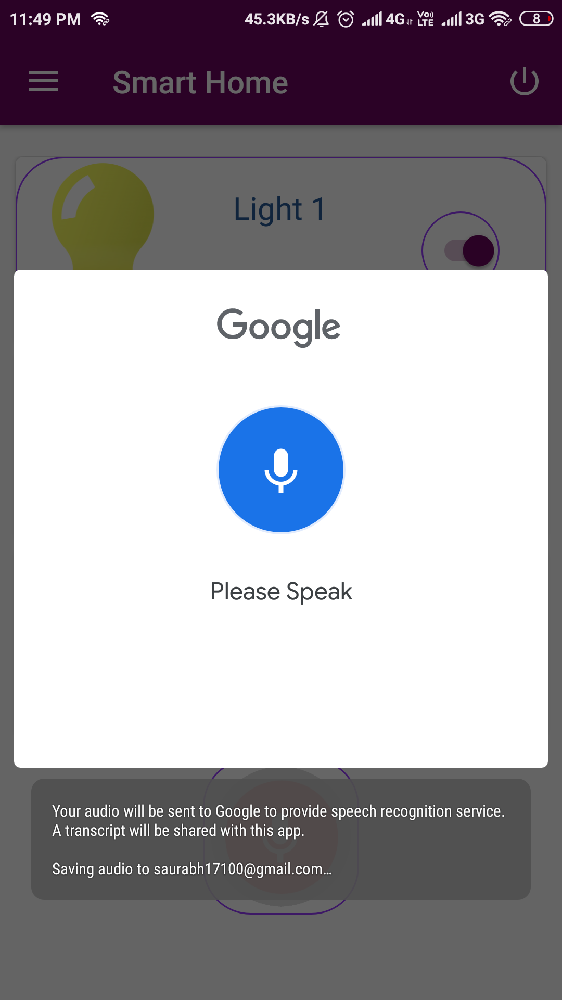 11:49 PM 45.3KB/s 4G VoLTE 3G 8
Smart Home
Light 1
Google
Please Speak
Your audio will be sent to Google to provide speech recognition service.
A transcript will be shared with this app.
Saving audio to saurabh17100@gmail.com...